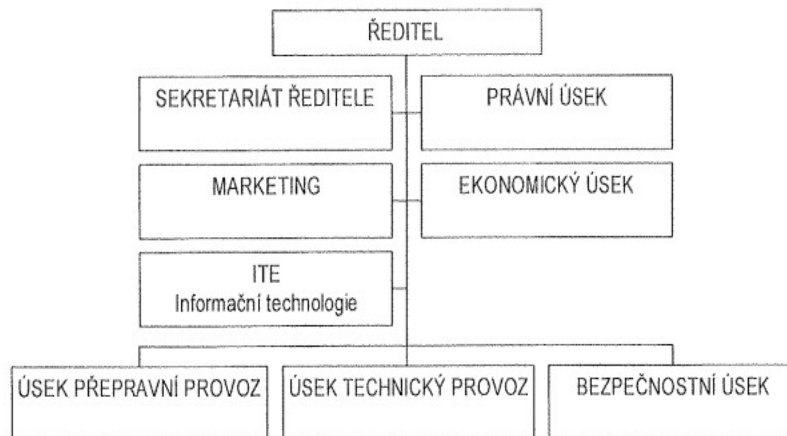 ŘEDITEL
SEKRETARIÁT ŘEDITELE
PRÁVNÍ ÚSEK
MARKETING
EKONOMICKÝ ÚSEK
ITE
Informační technologie
ÚSEK PŘEPRAVNÍ PROVOZ
ÚSEK TECHNICKÝ PROVOZ
BEZPEČNOSTNÍ ÚSEK